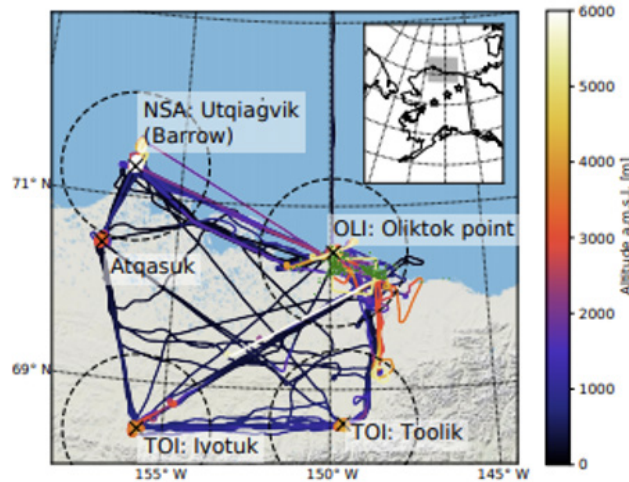 NSA: Utqiaġvik
(Barrow)
71° N
OLI: Oliktok point
Atqasuk
69° N
TOI: Ivotuk
TOI: Toolik
155° W
150° W
145° W
6000
5000
4000
3000
2000
1000
0
Altitude a.m.s.l. [m]